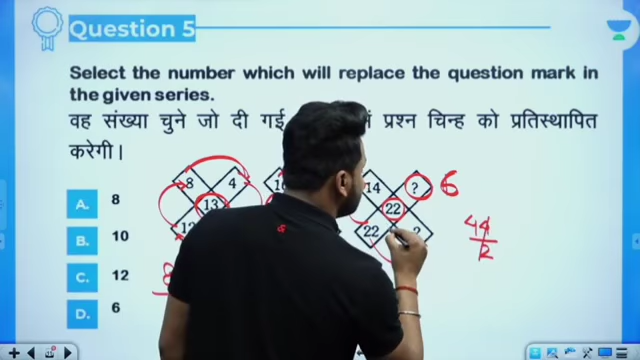 Question 5
Select the number which will replace the question mark in
the given series.
वह संख्या चुने जो दी गई प्रश्न चिन्ह को प्रतिस्थापित
करेगी।
8 4 14 ? 6
13 22
22 44
2
A. 8
B. 10
C. 12
D. 6